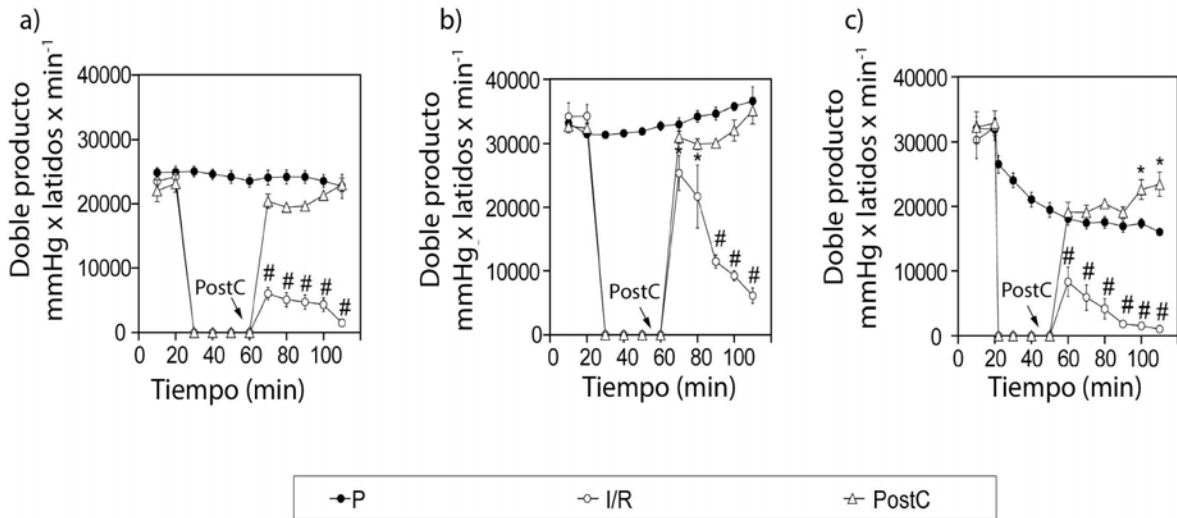 a)
Doble producto
mmHg x latidos x min⁻¹
40000
30000
20000
10000
0
PostC
#
#
#
#
#
0 20 40 60 80 100
Tiempo (min)
b)
Doble producto
mmHg x latidos x min⁻¹
40000
30000
20000
10000
0
PostC
*
*
#
#
#
0 20 40 60 80 100
Tiempo (min)
c)
Doble producto
mmHg x latidos x min⁻¹
40000
30000
20000
10000
0
PostC
*
*
#
#
#
#
#
#
0 20 40 60 80 100
Tiempo (min)
P I/R PostC